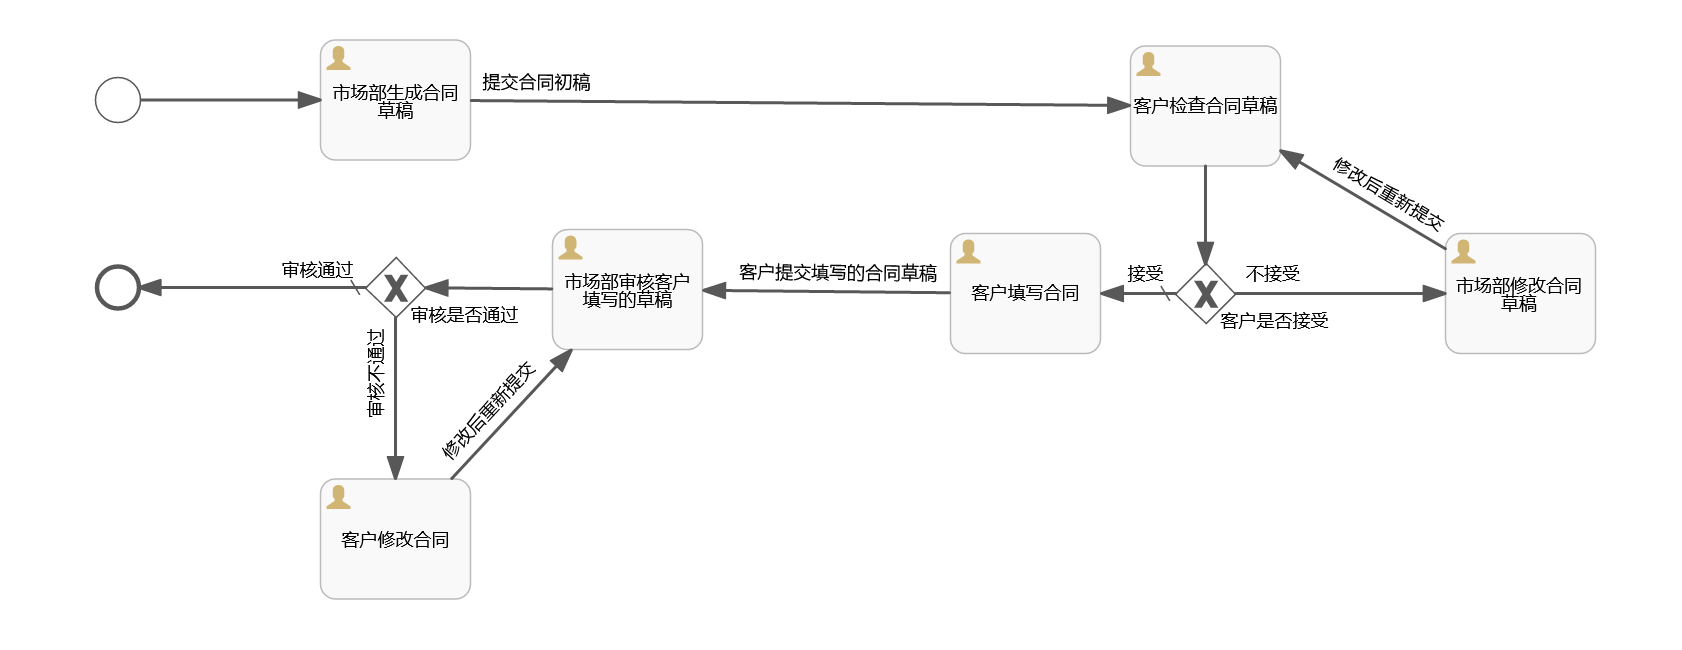 市场部生成合同
草稿
提交合同初稿
客户检查合同草稿
修改后重新提交
审核通过
审核是否通过
市场部审核客户
填写的草稿
客户提交填写的合同草稿
客户填写合同
接受
不接受
客户是否接受
市场部修改合同
草稿
审核不通过
修改后重新提交
客户修改合同